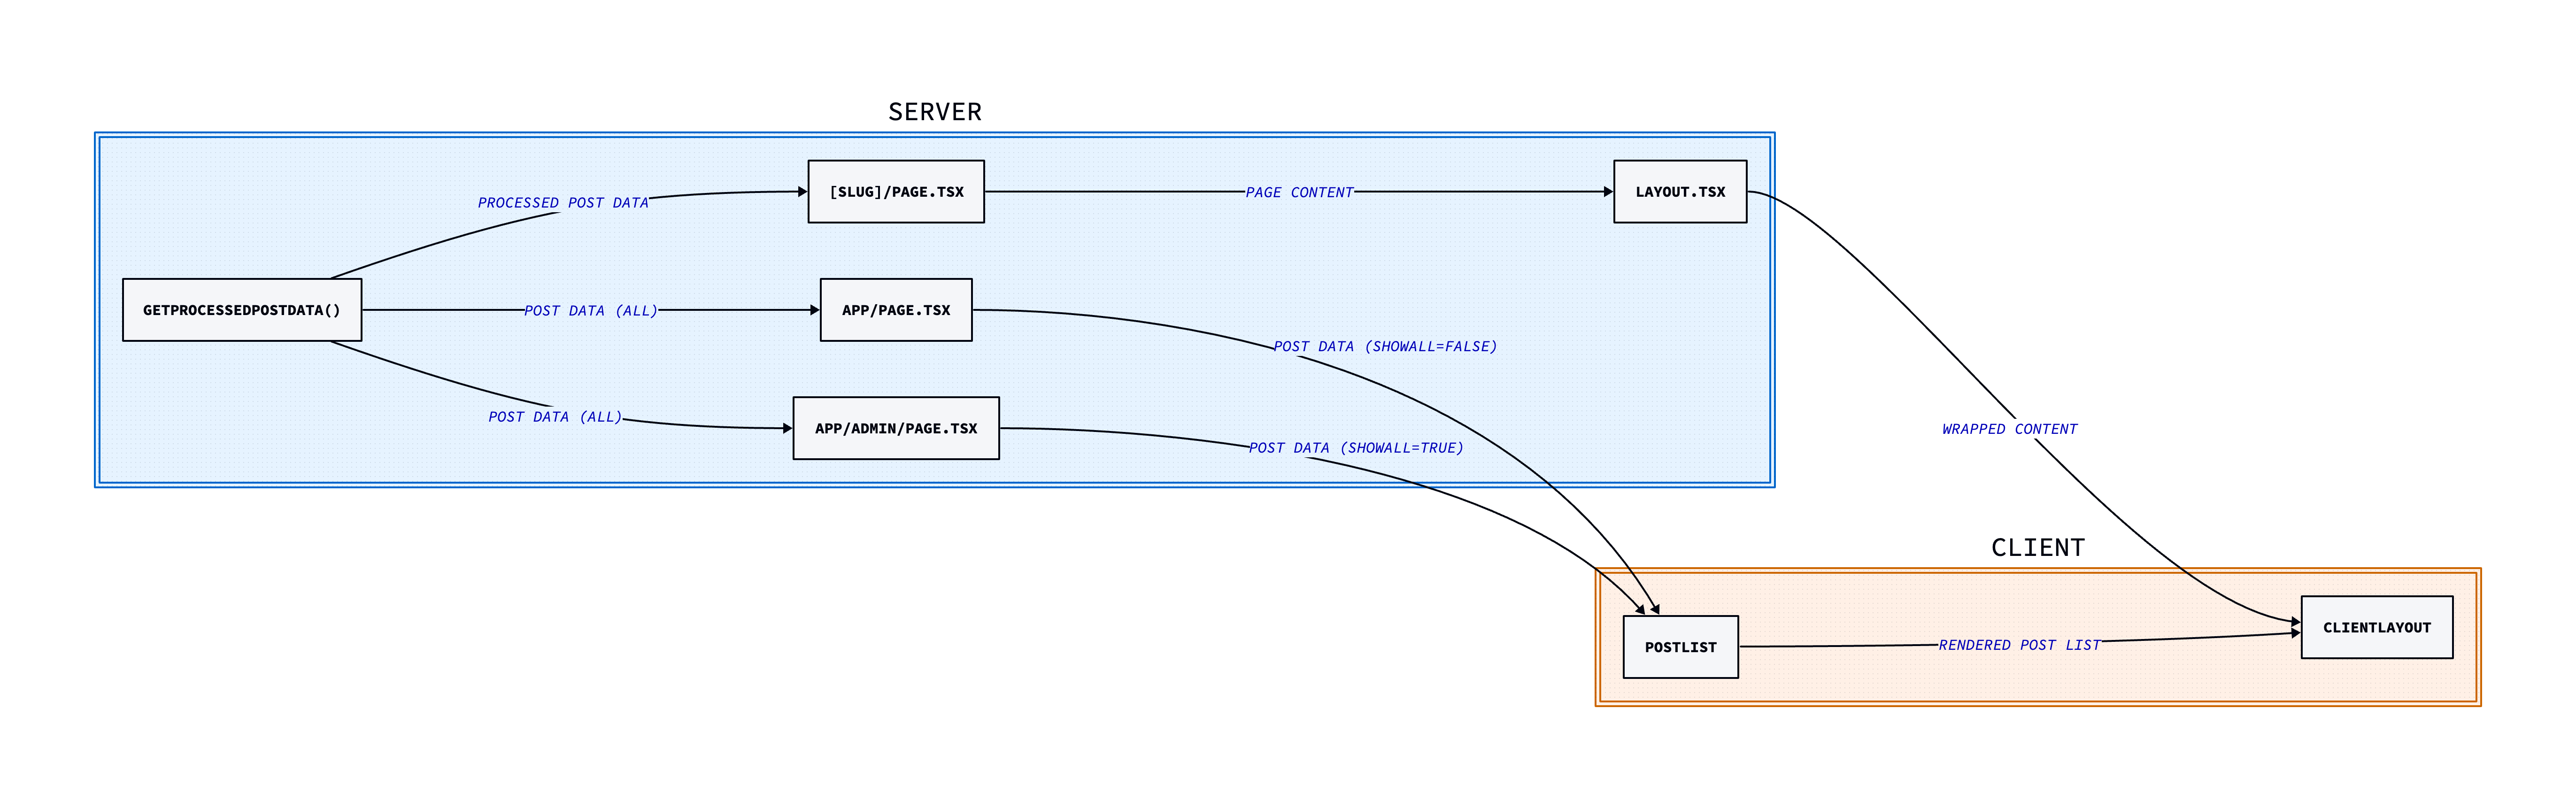 SERVER
PROCESSED POST DATA
[SLUG]/PAGE.TSX
PAGE CONTENT
LAYOUT.TSX
GETPROCESSEDPOSTDATA()
POST DATA (ALL)
APP/PAGE.TSX
POST DATA (SHOWALL=FALSE)
POST DATA (ALL)
APP/ADMIN/PAGE.TSX
POST DATA (SHOWALL=TRUE)
WRAPPED CONTENT
CLIENT
POSTLIST
RENDERED POST LIST
CLIENTLAYOUT